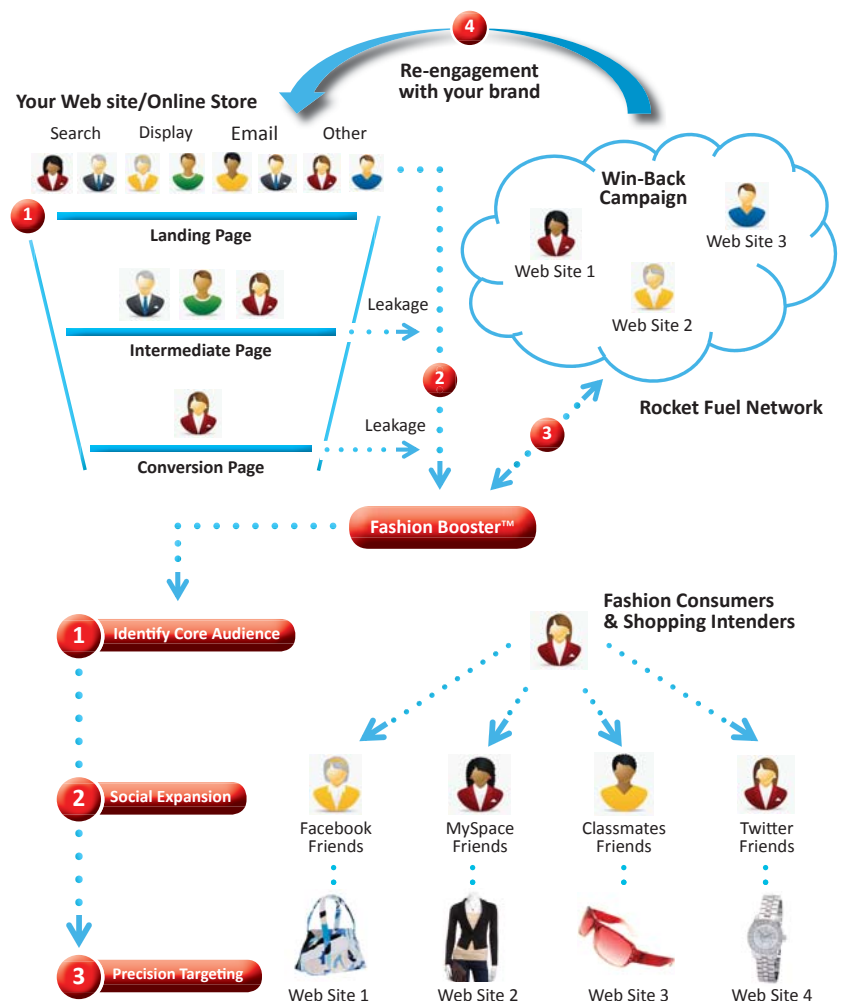 4
Re-engagement
with your brand
Your Web site/Online Store
Search Display Email Other
1
Landing Page
Leakage
Intermediate Page
2
Leakage
Conversion Page
Win-Back
Campaign
Web Site 3
Web Site 1
Web Site 2
Rocket Fuel Network
3
Fashion Booster™
1 Identify Core Audience
Fashion Consumers
& Shopping Intenders
2 Social Expansion
Facebook
Friends
MySpace
Friends
Classmates
Friends
Twitter
Friends
3 Precision Targeting
Web Site 1 Web Site 2 Web Site 3 Web Site 4